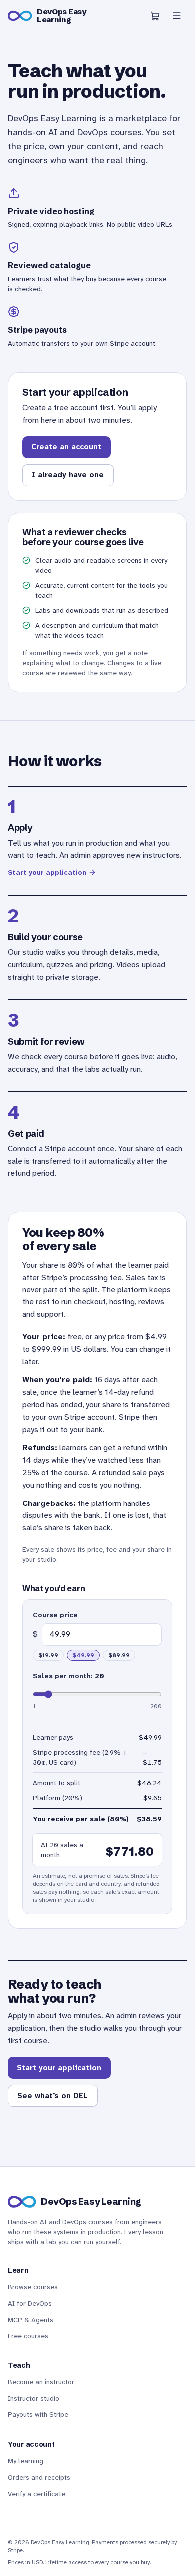 DevOps Easy
Learning
Teach what you
run in production.
DevOps Easy Learning is a marketplace for
hands-on AI and DevOps courses. You set
the price, own your content, and reach
engineers who want the real thing.
Private video hosting
Signed, expiring playback links. No public video URLs.
Reviewed catalogue
Learners trust what they buy because every course
is checked.
Stripe payouts
Automatic transfers to your own Stripe account.
Start your application
Create a free account first. You'll apply
from here in about two minutes.
Create an account
I already have one
What a reviewer checks
before your course goes live
Clear audio and readable screens in every
video
Accurate, current content for the tools you
teach
Labs and downloads that run as described
A description and curriculum that match
what the videos teach
If something needs work, you get a note
explaining what to change. Changes to a live
course are reviewed the same way.
How it works
1
Apply
Tell us what you run in production and what you
want to teach. An admin approves new instructors.
Start your application →
2
Build your course
Our studio walks you through details, media,
curriculum, quizzes and pricing. Videos upload
straight to private storage.
3
Submit for review
We check every course before it goes live: audio,
accuracy, and that the labs actually run.
4
Get paid
Connect a Stripe account once. Your share of each
sale is transferred to it automatically after the
refund period.
You keep 80%
of every sale
Your share is 80% of what the learner paid
after Stripe's processing fee. Sales tax is
never part of the split. The platform keeps
the rest to run checkout, hosting, reviews
and support.
Your price: free, or any price from $4.99
to $999.99 in US dollars. You can change it
later.
When you're paid: 16 days after each
sale, once the learner's 14-day refund
period has ended, your share is transferred
to your own Stripe account. Stripe then
pays it out to your bank.
Refunds: learners can get a refund within
14 days while they've watched less than
25% of the course. A refunded sale pays
you nothing and costs you nothing.
Chargebacks: the platform handles
disputes with the bank. If one is lost, that
sale's share is taken back.
Every sale shows its price, fee and your share in
your studio.
What you'd earn
Course price
$ 49.99
$19.99 $49.99 $89.99
Sales per month: 20
1 200
Learner pays $49.99
Stripe processing fee (2.9% + 30¢, US card) −$1.75
Amount to split $48.24
Platform (20%) $9.65
You receive per sale (80%) $38.59
At 20 sales a month $771.80
An estimate, not a promise of sales. Stripe's fee
depends on the card and country, and refunded
sales pay nothing, so each sale's exact amount
is shown in your studio.
Ready to teach
what you run?
Apply in about two minutes. An admin reviews your
application, then the studio walks you through your
first course.
Start your application
See what's on DEL
DevOps Easy Learning
Hands-on AI and DevOps courses from engineers
who run these systems in production. Every lesson
ships with a lab you can run yourself.
Learn
Browse courses
AI for DevOps
MCP & Agents
Free courses
Teach
Become an instructor
Instructor studio
Payouts with Stripe
Your account
My learning
Orders and receipts
Verify a certificate
© 2026 DevOps Easy Learning. Payments processed securely by
Stripe.
Prices in USD. Lifetime access to every course you buy.